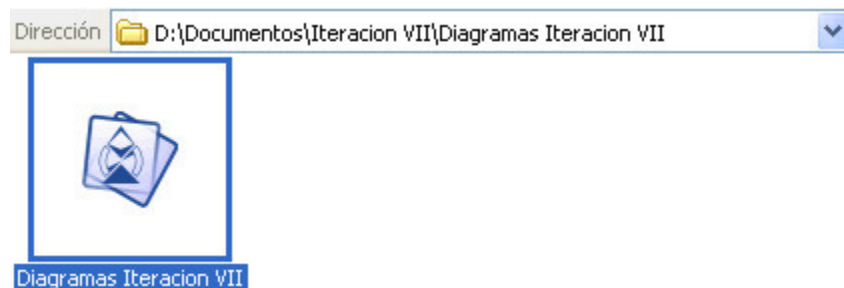 Dirección D:\Documentos\Iteracion VII\Diagramas Iteracion VII
Diagramas Iteracion VII